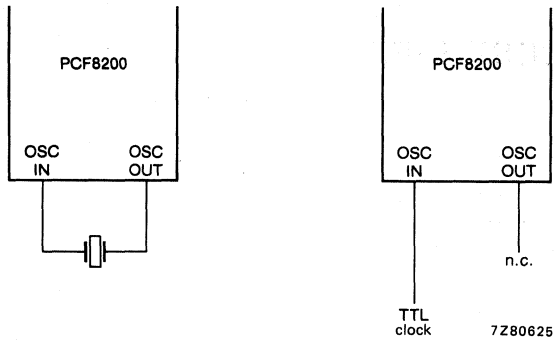 PCF8200
OSC
IN
OSC
OUT
PCF8200
OSC
IN
OSC
OUT
n.c.
TTL
clock
7Z80625